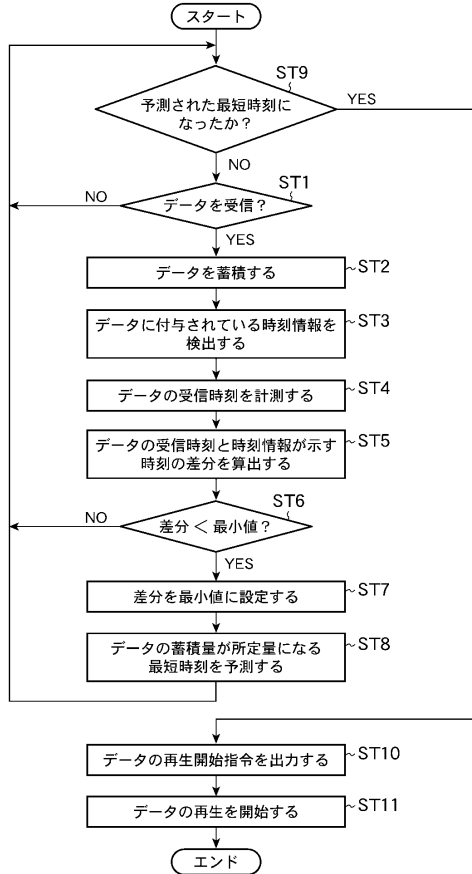 スタート
ST9
予測された最短時刻に
なったか？
YES
NO
ST1
データを受信？
NO
YES
データを蓄積する
ST2
データに付与されている時刻情報を
検出する
ST3
データの受信時刻を計測する
ST4
データの受信時刻と時刻情報が示す
時刻の差分を算出する
ST5
ST6
差分 < 最小値？
NO
YES
差分を最小値に設定する
ST7
データの蓄積量が所定量になる
最短時刻を予測する
ST8
データの再生開始指令を出力する
ST10
データの再生を開始する
ST11
エンド